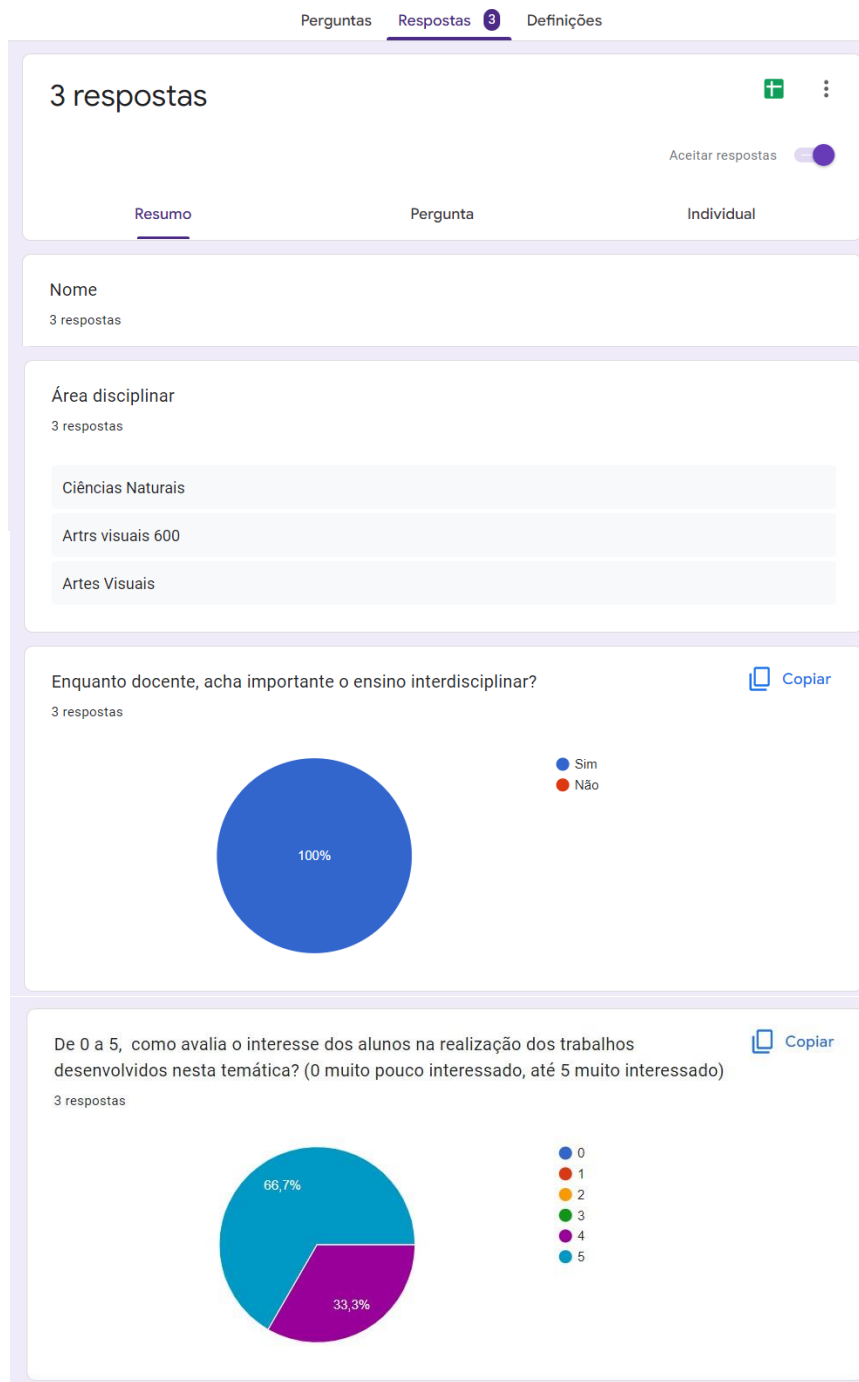 Perguntas Respostas 3 Definições
3 respostas
Aceitar respostas
Resumo Pergunta Individual
Nome
3 respostas
Área disciplinar
3 respostas
Ciências Naturais
Artrs visuais 600
Artes Visuais
Enquanto docente, acha importante o ensino interdisciplinar?
Copiar
3 respostas
Sim
Não
100%
De 0 a 5, como avalia o interesse dos alunos na realização dos trabalhos
desenvolvidos nesta temática? (0 muito pouco interessado, até 5 muito interessado)
Copiar
3 respostas
0
1
2
3
4
5
66,7%
33,3%